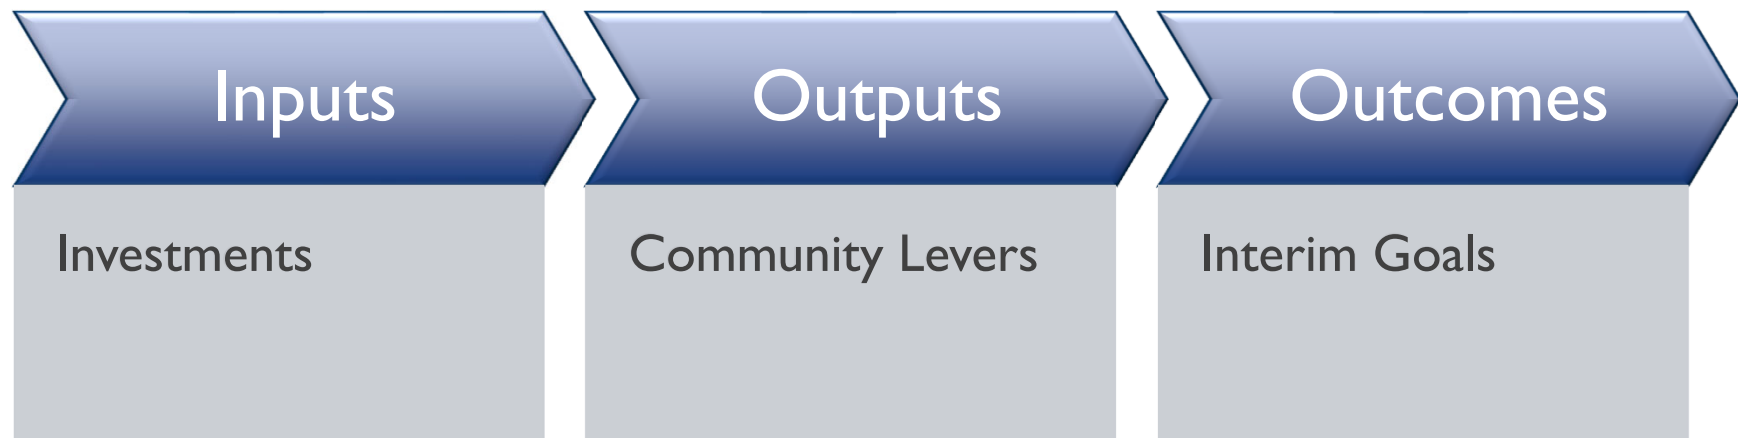 Inputs
Outputs
Outcomes
Investments
Community Levers
Interim Goals